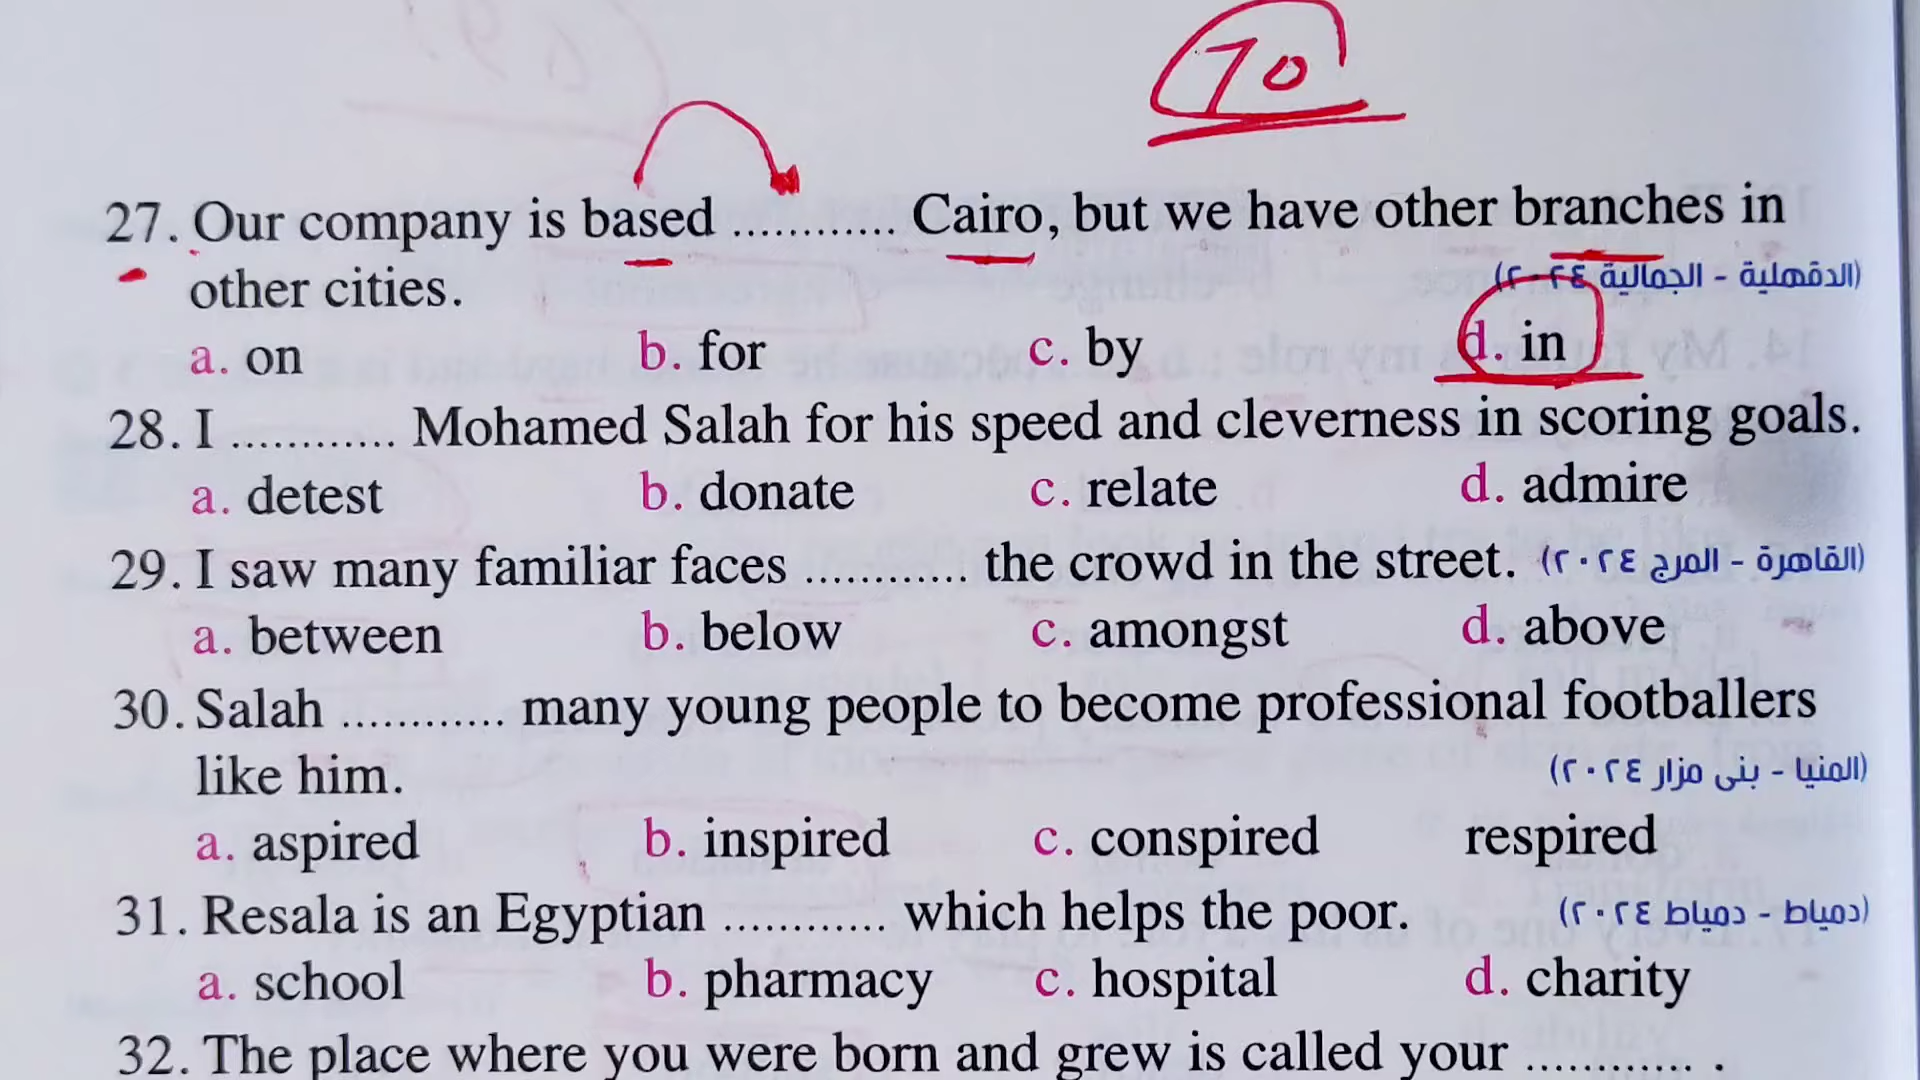 70
27. Our company is based ............ Cairo, but we have other branches in
other cities. (الدقهلية - الجمالية ٢٠٢٤)
a. on b. for c. by d. in
28. I ............ Mohamed Salah for his speed and cleverness in scoring goals.
a. detest b. donate c. relate d. admire
29. I saw many familiar faces ............ the crowd in the street. (القاهرة - المرج ٢٠٢٤)
a. between b. below c. amongst d. above
30. Salah ............ many young people to become professional footballers
like him. (المنيا - بنى مزار ٢٠٢٤)
a. aspired b. inspired c. conspired respired
31. Resala is an Egyptian ............ which helps the poor. (دمياط - دمياط ٢٠٢٤)
a. school b. pharmacy c. hospital d. charity
32. The place where you were born and grew is called your ............ .